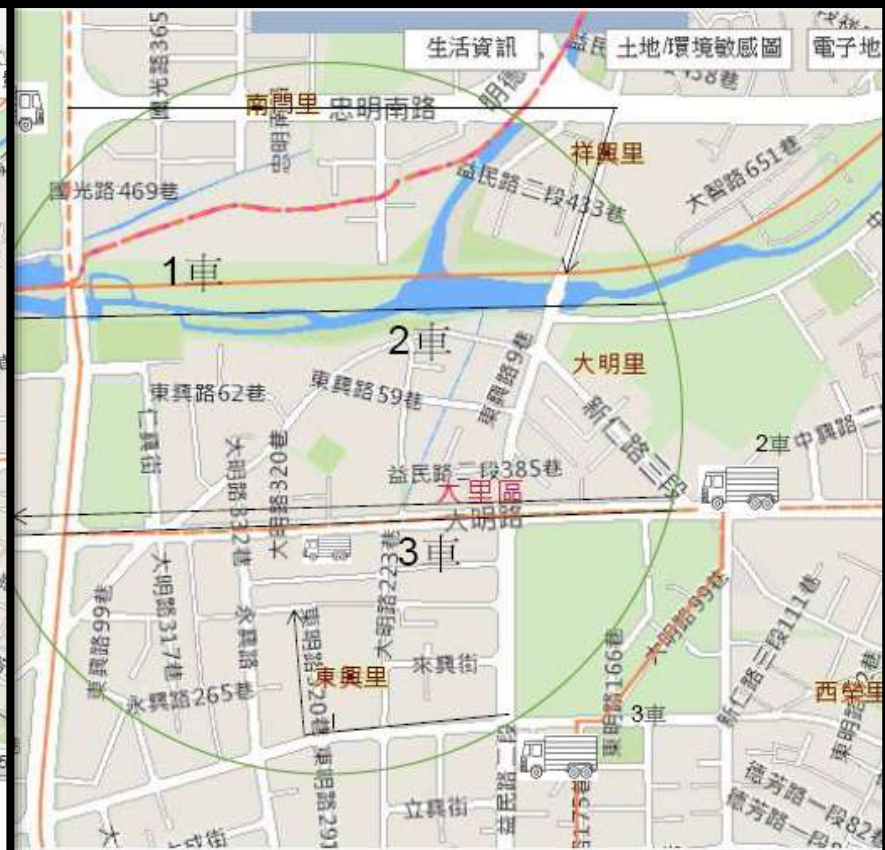 生活資訊
土地/環境敏感圖
電子地
國光路365
南門里
忠明南路
明德
祥興里
益民路二段433巷
大智路651巷
國光路469巷
1車
2車
東興路9巷
大明里
東興路62巷
東興路59巷
仁興街
新仁路三段
2車
中興路二
大明路332巷
大明路320巷
益民路二段385巷
大里區
大明路
3車
大明路223巷
大明路99巷
新仁路三段111巷
東興路99巷
大明路317巷
永興路
東明路320巷
來興街
東興里
東明路166巷
西榮里
永興路265巷
3車
益民路二段
立興街
東明路291
德芳路一段82巷
德芳路一段